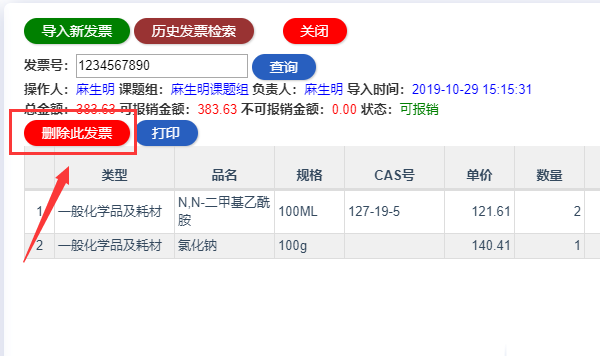 导入新发票 历史发票检索 关闭
发票号: 1234567890 查询
操作人: 麻生明 课题组: 麻生明课题组 负责人: 麻生明 导入时间: 2019-10-29 15:15:31
总金额: 383.63 可报销金额: 383.63 不可报销金额: 0.00 状态: 可报销
删除此发票 打印
类型 品名 规格 CAS号 单价 数量
1 一般化学品及耗材 N,N-二甲基乙酰胺 100ML 127-19-5 121.61 2
2 一般化学品及耗材 氯化钠 100g 140.41 1